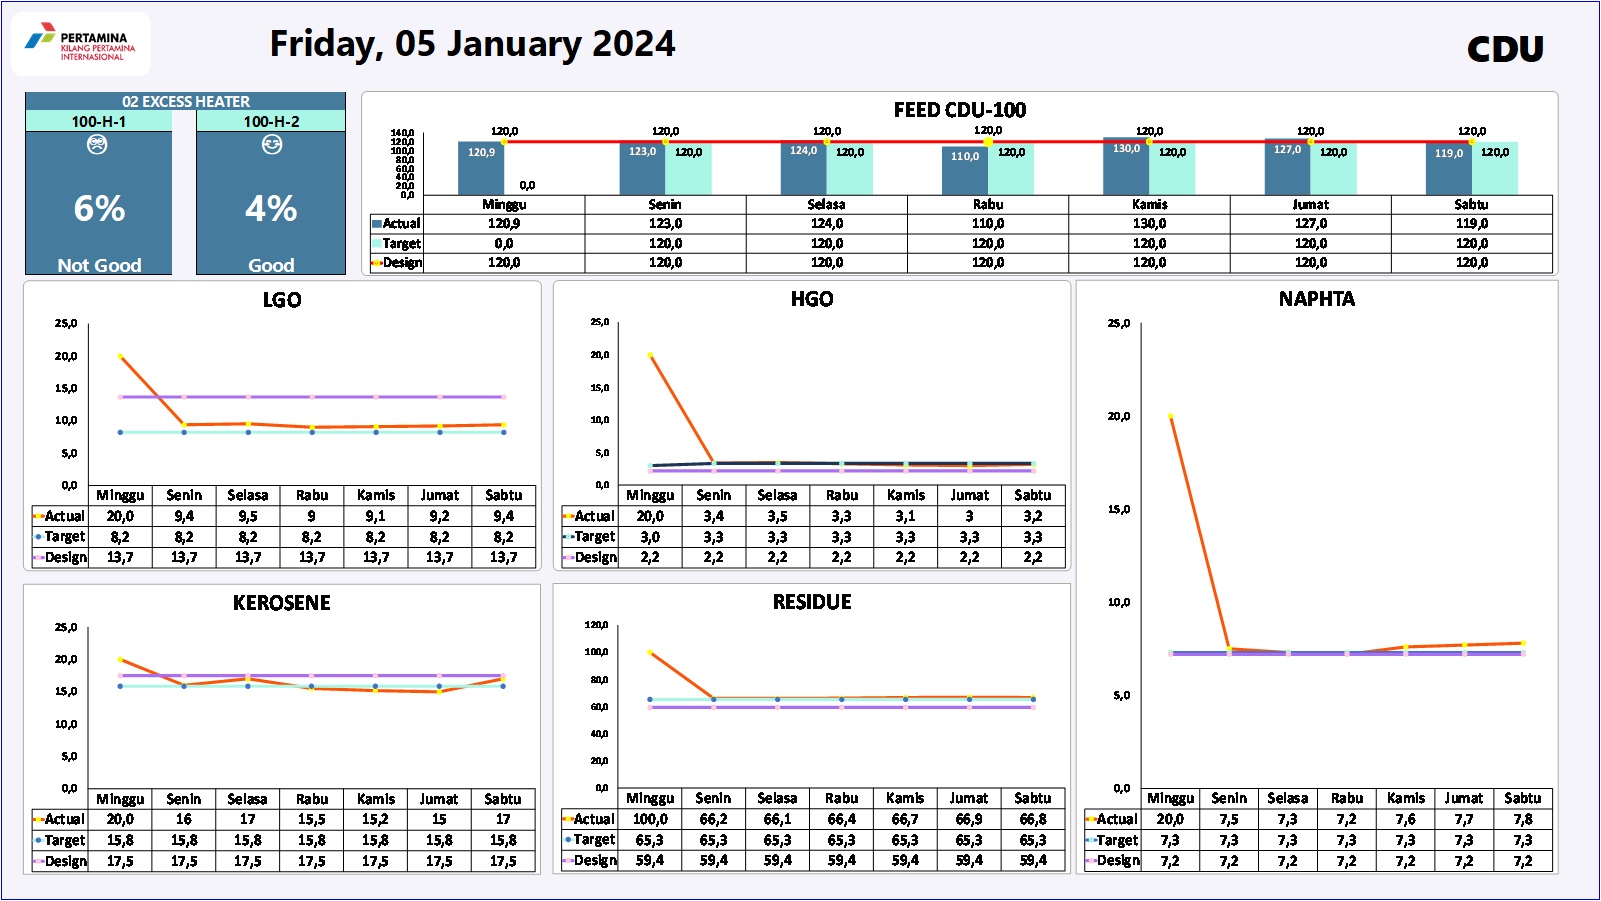 PERTAMINA
KILANG PERTAMINA
INTERNASIONAL
Friday, 05 January 2024
CDU
02 EXCESS HEATER
100-H-1
6%
Not Good
100-H-2
4%
Good
FEED CDU-100
140,0
120,0
100,0
80,0
60,0
40,0
20,0
0,0
120,0 120,0 120,0 120,0 120,0 120,0 120,0
120,9 0,0 123,0 120,0 124,0 120,0 110,0 120,0 130,0 120,0 127,0 120,0 119,0 120,0
Minggu Senin Selasa Rabu Kamis Jumat Sabtu
Actual 120,9 123,0 124,0 110,0 130,0 127,0 119,0
Target 0,0 120,0 120,0 120,0 120,0 120,0 120,0
Design 120,0 120,0 120,0 120,0 120,0 120,0 120,0
LGO
25,0
20,0
15,0
10,0
5,0
0,0
Minggu Senin Selasa Rabu Kamis Jumat Sabtu
Actual 20,0 9,4 9,5 9 9,1 9,2 9,4
Target 8,2 8,2 8,2 8,2 8,2 8,2 8,2
Design 13,7 13,7 13,7 13,7 13,7 13,7 13,7
HGO
25,0
20,0
15,0
10,0
5,0
0,0
Minggu Senin Selasa Rabu Kamis Jumat Sabtu
Actual 20,0 3,4 3,5 3,3 3,1 3 3,2
Target 3,0 3,3 3,3 3,3 3,3 3,3 3,3
Design 2,2 2,2 2,2 2,2 2,2 2,2 2,2
NAPHTA
25,0
20,0
15,0
10,0
5,0
0,0
Minggu Senin Selasa Rabu Kamis Jumat Sabtu
Actual 20,0 7,5 7,3 7,2 7,6 7,7 7,8
Target 7,3 7,3 7,3 7,3 7,3 7,3 7,3
Design 7,2 7,2 7,2 7,2 7,2 7,2 7,2
KEROSENE
25,0
20,0
15,0
10,0
5,0
0,0
Minggu Senin Selasa Rabu Kamis Jumat Sabtu
Actual 20,0 16 17 15,5 15,2 15 17
Target 15,8 15,8 15,8 15,8 15,8 15,8 15,8
Design 17,5 17,5 17,5 17,5 17,5 17,5 17,5
RESIDUE
120,0
100,0
80,0
60,0
40,0
20,0
0,0
Minggu Senin Selasa Rabu Kamis Jumat Sabtu
Actual 100,0 66,2 66,1 66,4 66,7 66,9 66,8
Target 65,3 65,3 65,3 65,3 65,3 65,3 65,3
Design 59,4 59,4 59,4 59,4 59,4 59,4 59,4